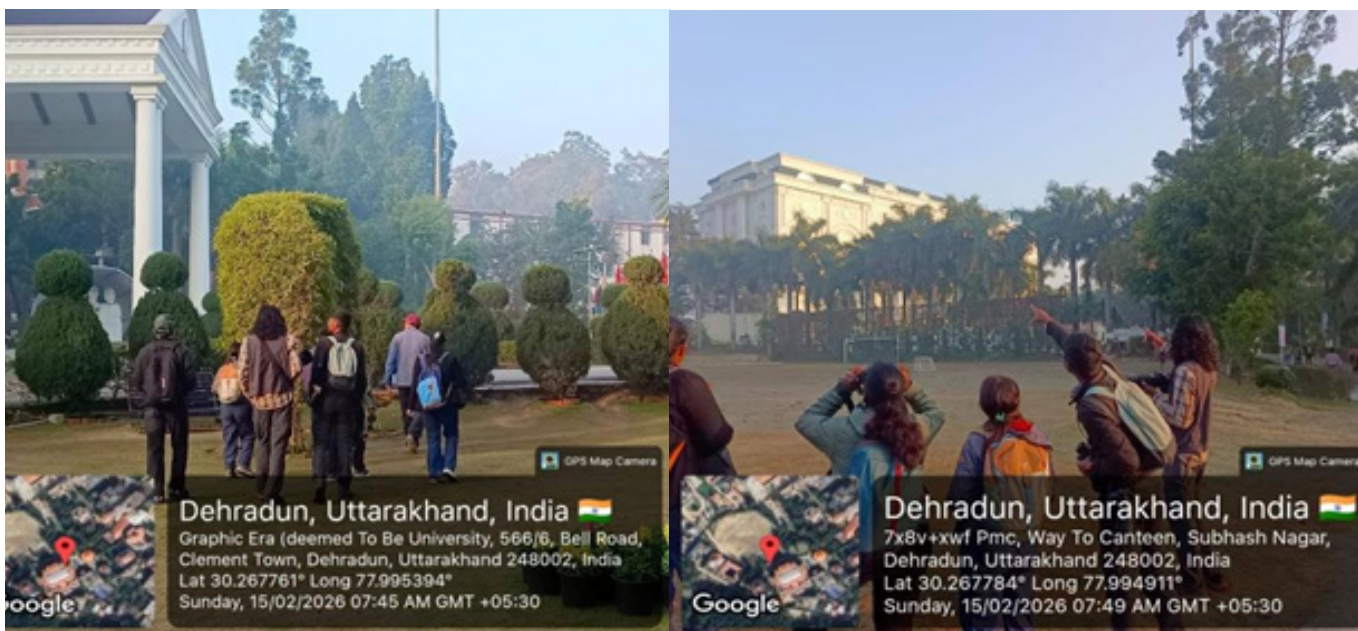 GPS Map Camera
Dehradun, Uttarakhand, India
Graphic Era (deemed To Be University, 566/6, Bell Road,
Clement Town, Dehradun, Uttarakhand 248002, India
Lat 30.267761° Long 77.995394°
Sunday, 15/02/2026 07:45 AM GMT +05:30
Google
GPS Map Camera
Dehradun, Uttarakhand, India
7x8v+xwf Pmc, Way To Canteen, Subhash Nagar,
Dehradun, Uttarakhand 248002, India
Lat 30.267784° Long 77.994911°
Sunday, 15/02/2026 07:49 AM GMT +05:30
Google